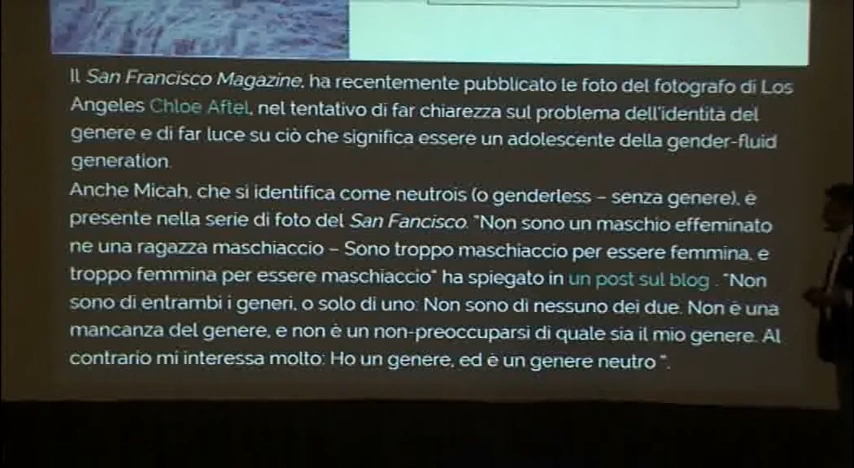 Il San Francisco Magazine, ha recentemente pubblicato le foto del fotografo di Los
Angeles Chloe Aftel, nel tentativo di far chiarezza sul problema dell'identità del
genere e di far luce su ciò che significa essere un adolescente della gender-fluid
generation.
Anche Micah, che si identifica come neutrois (o genderless – senza genere), è
presente nella serie di foto del San Fancisco. "Non sono un maschio effeminato
ne una ragazza maschiaccio – Sono troppo maschiaccio per essere femmina, e
troppo femmina per essere maschiaccio" ha spiegato in un post sul blog . "Non
sono di entrambi i generi, o solo di uno: Non sono di nessuno dei due. Non è una
mancanza del genere, e non è un non-preoccuparsi di quale sia il mio genere. Al
contrario mi interessa molto: Ho un genere, ed è un genere neutro ".